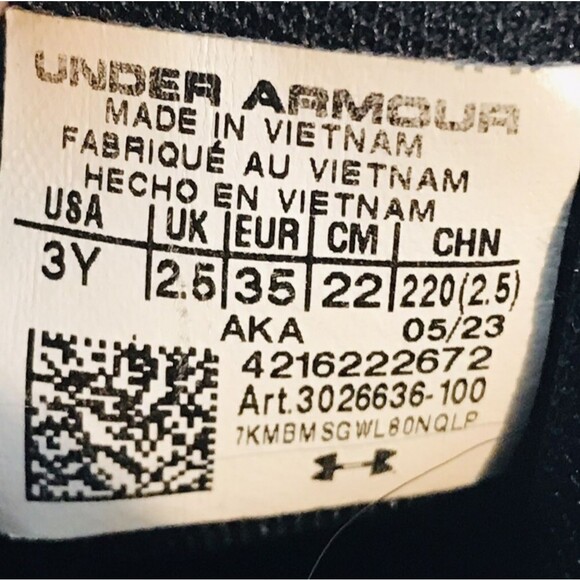 UNDER ARMOUR
MADE IN VIETNAM
FABRIQUÉ AU VIETNAM
HECHO EN VIETNAM
USA UK EUR CM CHN
3Y 2.5 35 22 220(2.5)
AKA 05/23
4216222672
Art.3026636-100
7KMBMSGWL60NQLP